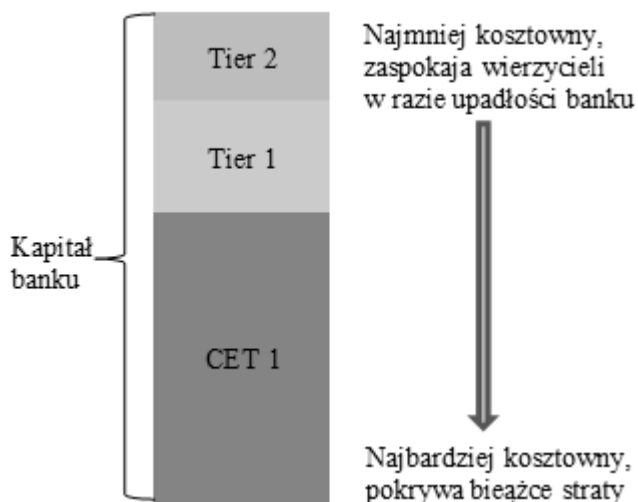 Tier 2
Tier 1
CET 1
Kapitał
banku
Najmniej kosztowny,
zaspokaja wierzycieli
w razie upadłości banku
Najbardziej kosztowny,
pokrywa bieżące straty